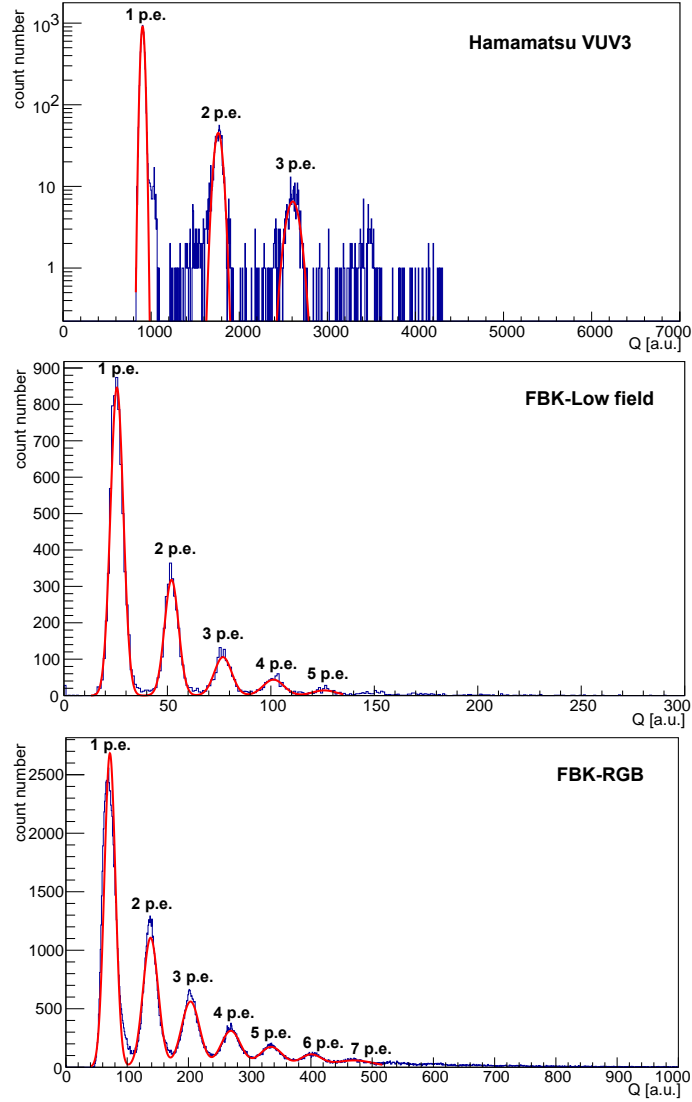 count number
10³
10²
10
1
1 p.e.
2 p.e.
3 p.e.
Hamamatsu VUV3
0 1000 2000 3000 4000 5000 6000 7000
Q [a.u.]
count number
900
800
700
600
500
400
300
200
100
0
1 p.e.
2 p.e.
3 p.e.
4 p.e.
5 p.e.
FBK-Low field
0 50 100 150 200 250 300
Q [a.u.]
count number
2500
2000
1500
1000
500
0
1 p.e.
2 p.e.
3 p.e.
4 p.e.
5 p.e.
6 p.e.
7 p.e.
FBK-RGB
0 100 200 300 400 500 600 700 800 900 1000
Q [a.u.]